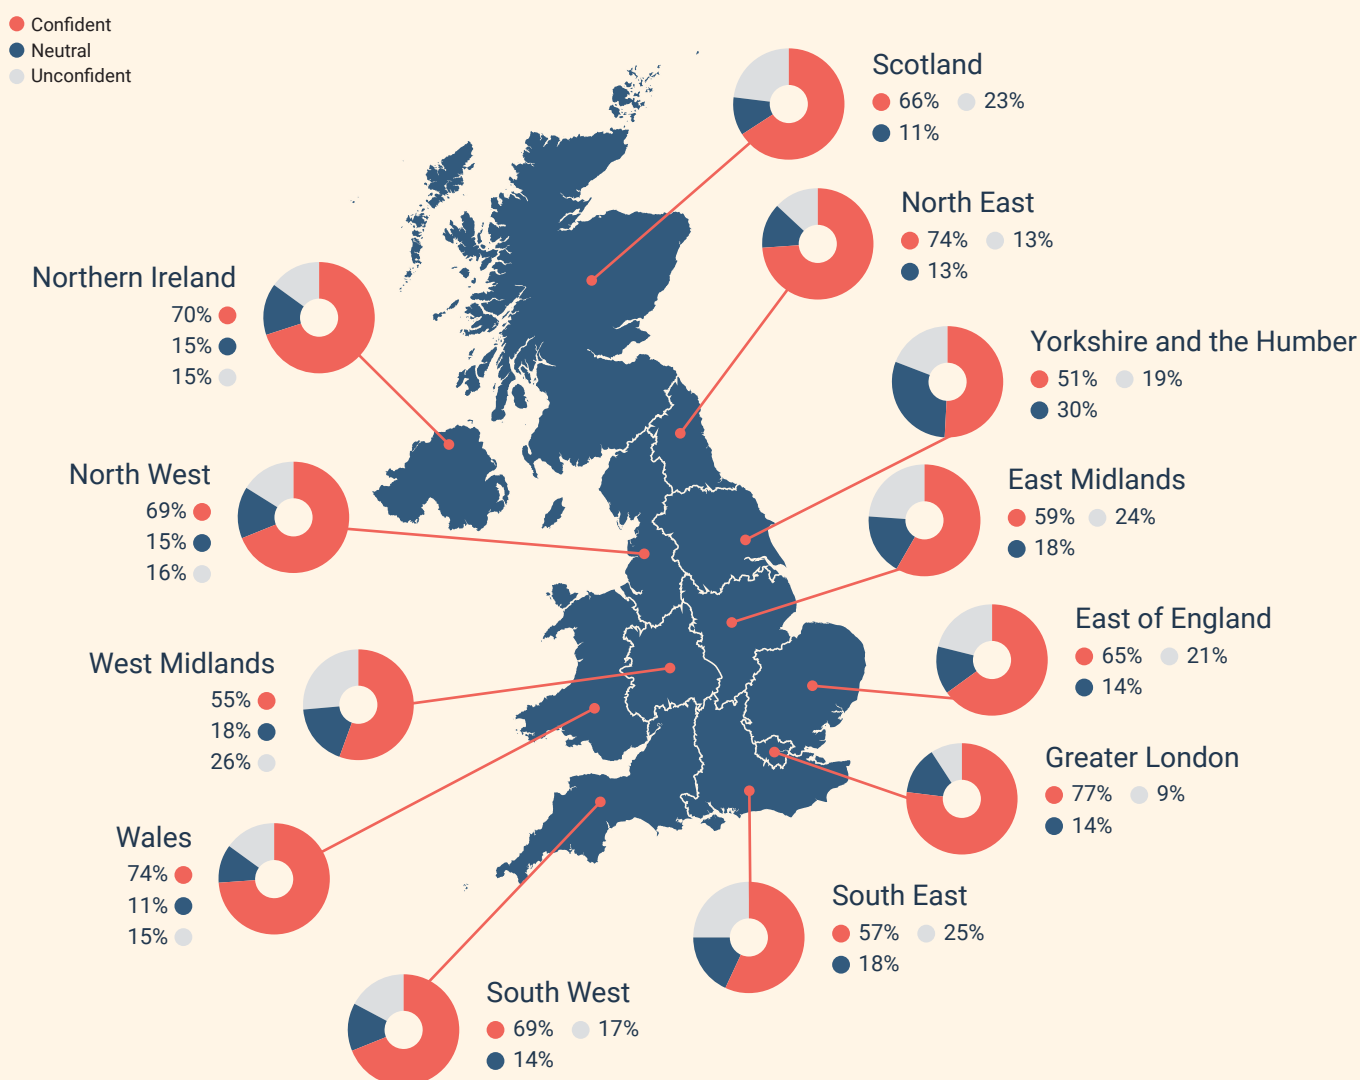 Confident
Neutral
Unconfident
Scotland
66% 23%
11%
North East
74% 13%
13%
Northern Ireland
70%
15%
15%
Yorkshire and the Humber
51% 19%
30%
North West
69%
15%
16%
East Midlands
59% 24%
18%
East of England
65% 21%
14%
West Midlands
55%
18%
26%
Greater London
77% 9%
14%
Wales
74%
11%
15%
South East
57% 25%
18%
South West
69% 17%
14%